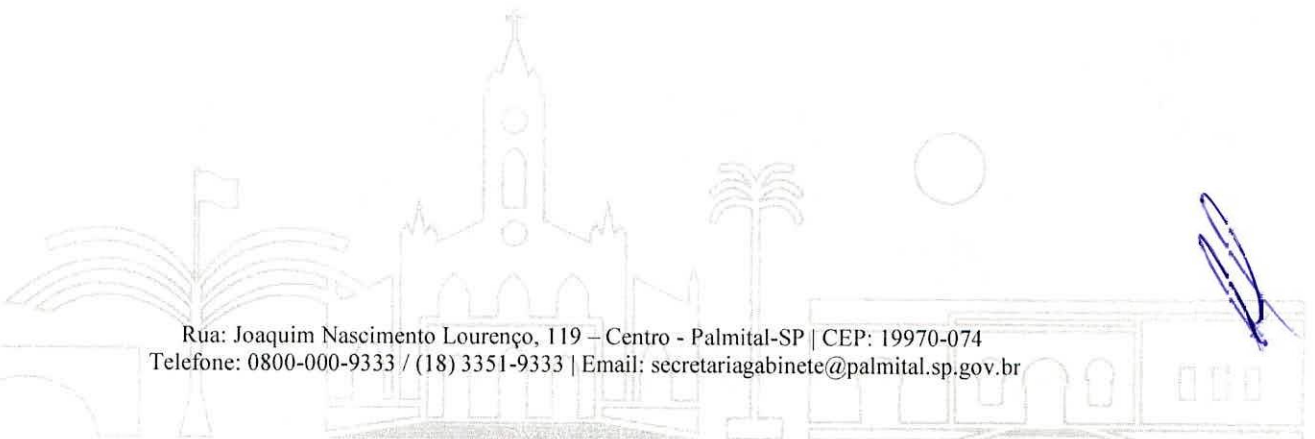 Rua: Joaquim Nascimento Lourenço, 119 – Centro - Palmital-SP | CEP: 19970-074
Telefone: 0800-000-9333 / (18) 3351-9333 | Email: secretariagabinete@palmital.sp.gov.br